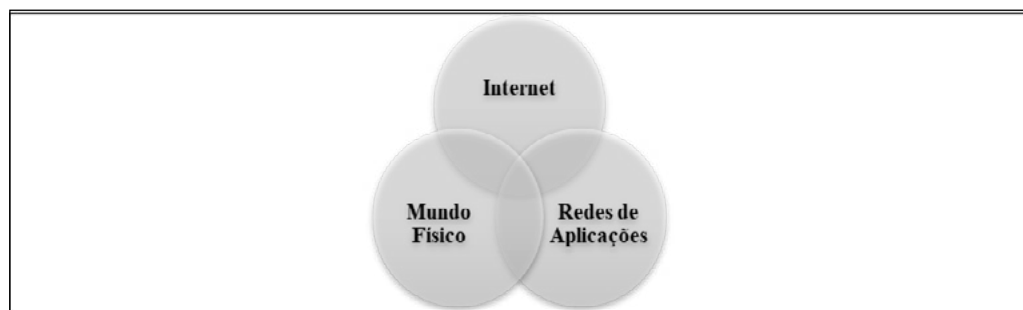 Internet
Mundo
Físico
Redes de
Aplicações